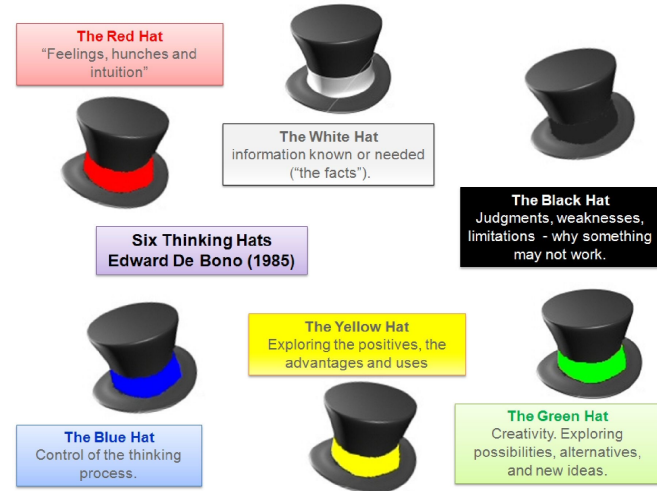 The Red Hat
“Feelings, hunches and
intuition”
The White Hat
information known or needed
(“the facts”).
The Black Hat
Judgments, weaknesses,
limitations - why something
may not work.
Six Thinking Hats
Edward De Bono (1985)
The Yellow Hat
Exploring the positives, the
advantages and uses
The Blue Hat
Control of the thinking
process.
The Green Hat
Creativity. Exploring
possibilities, alternatives,
and new ideas.